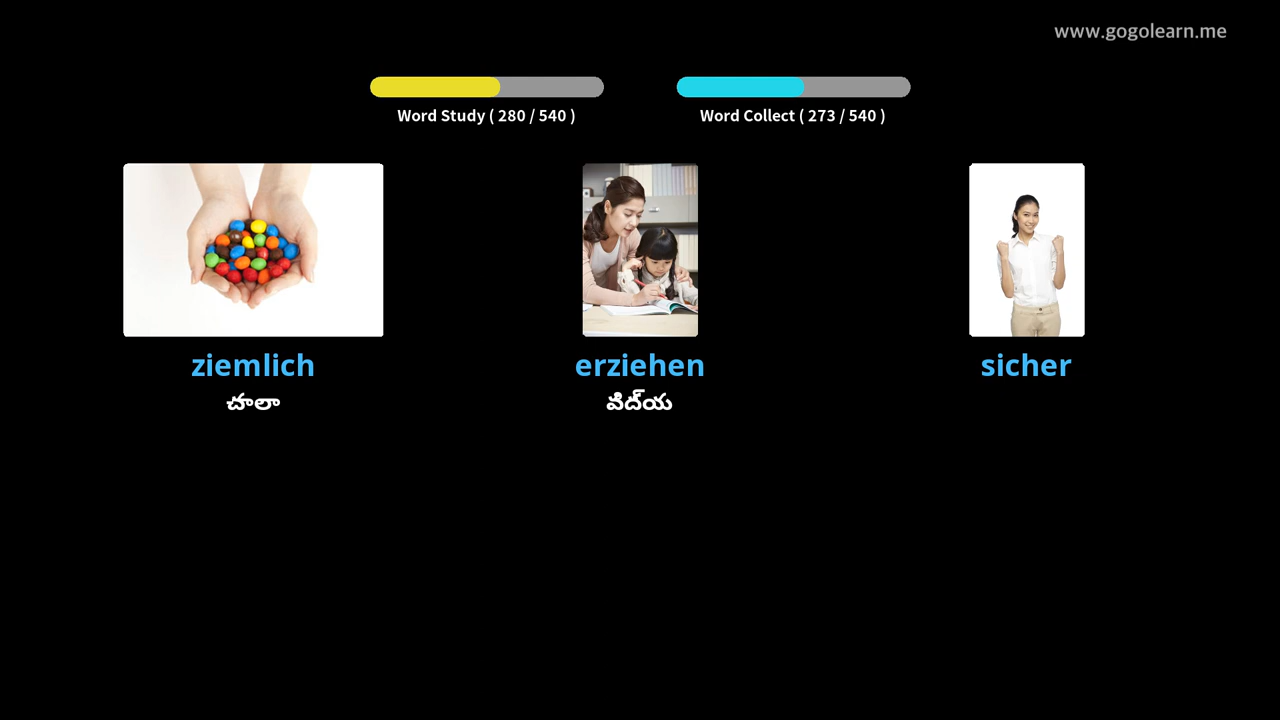 www.gogolearn.me
Word Study ( 280 / 540 )
Word Collect ( 273 / 540 )
ziemlich
erziehen
sicher
చాలా
విద్య